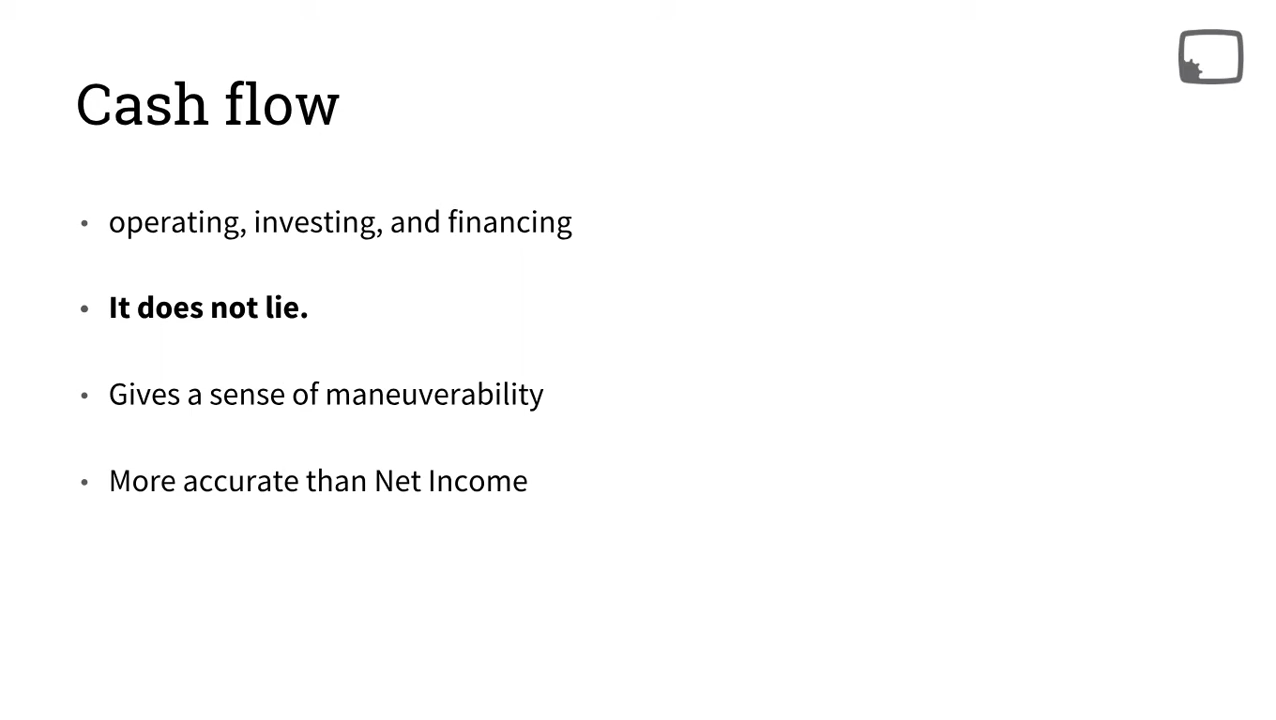 Cash flow
• operating, investing, and financing
• It does not lie.
• Gives a sense of maneuverability
• More accurate than Net Income